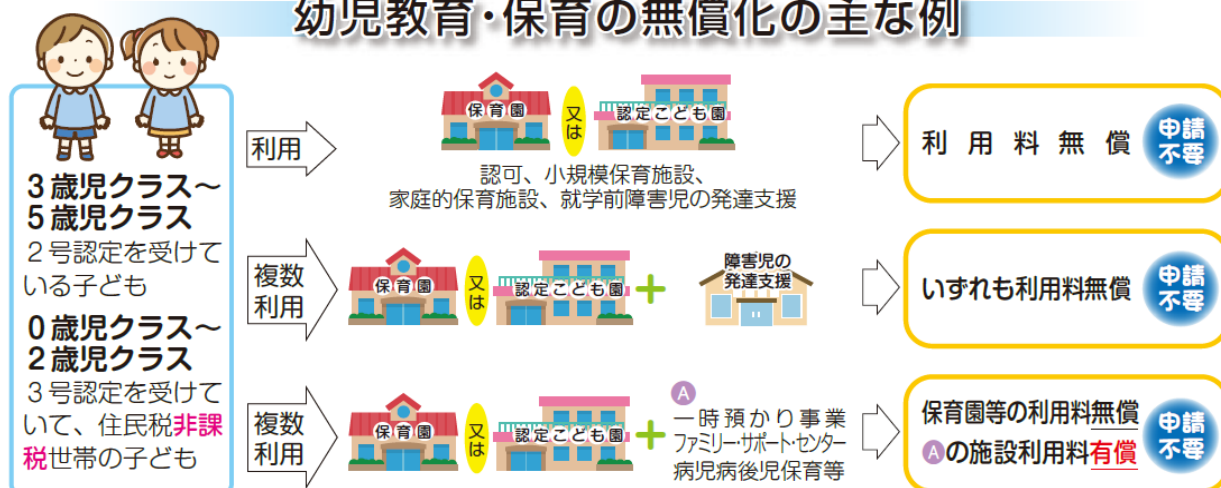 幼児教育・保育の無償化の主な例
3歳児クラス～
5歳児クラス
2号認定を受けて
いる子ども
0歳児クラス～
2歳児クラス
3号認定を受けて
いて、住民税非課
税世帯の子ども
利用
保育園
又は
認定こども園
認可、小規模保育施設、
家庭的保育施設、就学前障害児の発達支援
利用料無償
申請
不要
複数
利用
保育園
又は
認定こども園
+
障害児の
発達支援
いずれも利用料無償
申請
不要
複数
利用
保育園
又は
認定こども園
+
A
一時預かり事業
ファミリー・サポート・センター
病児病後児保育等
保育園等の利用料無償
Aの施設利用料有償
申請
不要